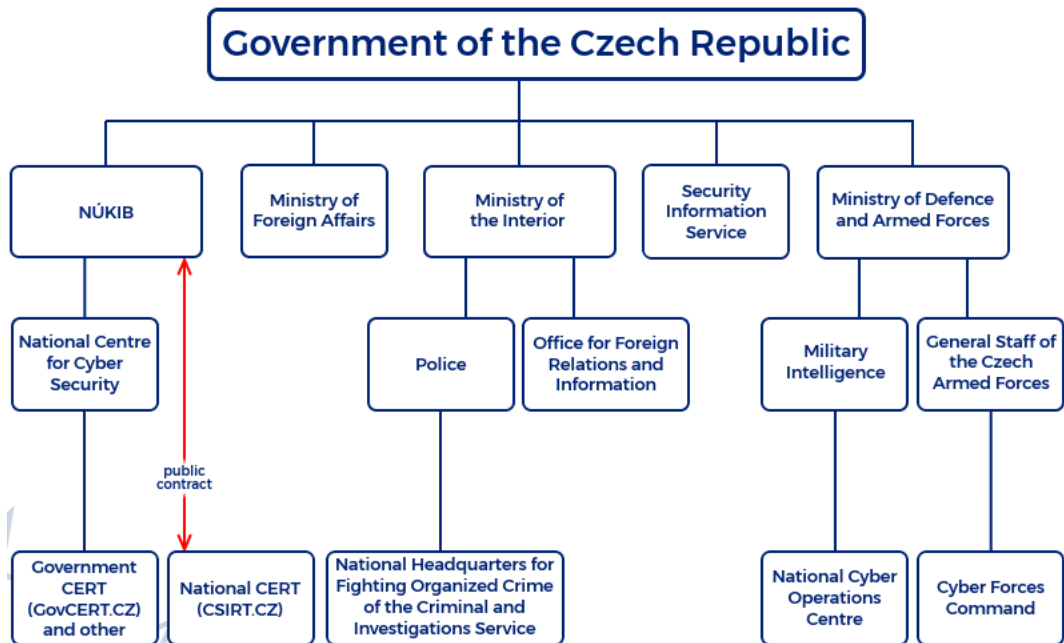 Government of the Czech Republic
NÚKIB
Ministry of
Foreign Affairs
Ministry of
the Interior
Security
Information
Service
Ministry of Defence
and Armed Forces
National Centre
for Cyber
Security
Police
Office for Foreign
Relations and
Information
Military
Intelligence
General Staff of
the Czech
Armed Forces
public
contract
Government
CERT
(GovCERT.CZ)
and other
National CERT
(CSIRT.CZ)
National Headquarters for
Fighting Organized Crime
of the Criminal and
Investigations Service
National Cyber
Operations
Centre
Cyber Forces
Command